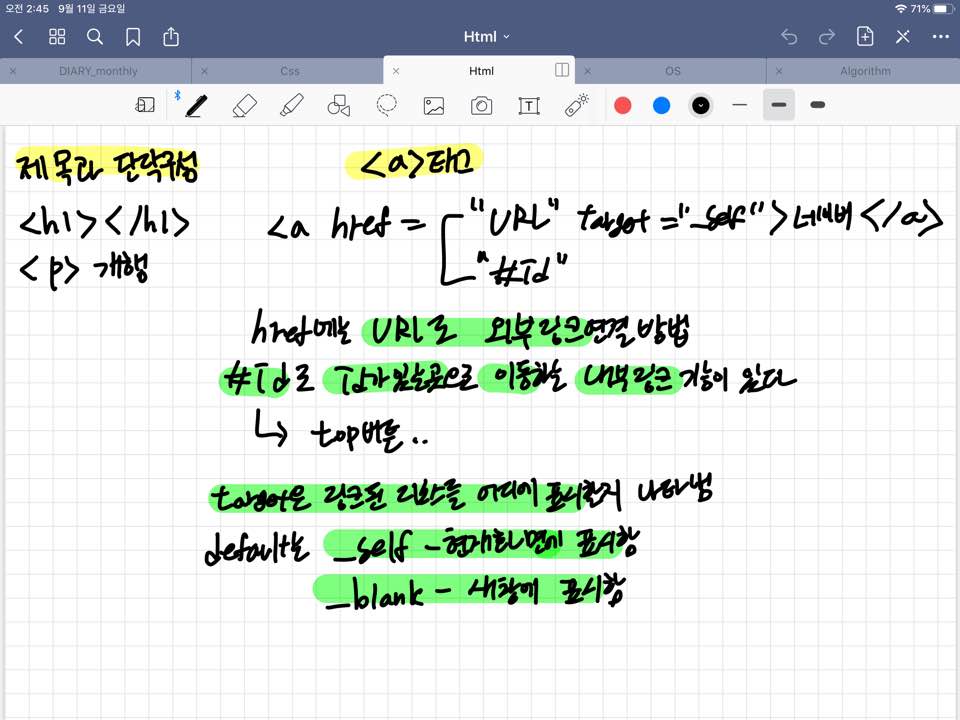 오전 2:45 9월 11일 금요일
71%
Html
DIARY_monthly
Css
Html
OS
Algorithm
제목과 단락구성
<h1></h1>
<p> 개행
<a>태그
<a href = "URL" target="_self">네이버</a>
"#Id"
href에는 URL로 외부링크연결방법
#Id로 Id가 있는곳으로 이동하는 내부링크 기능이 있다
↳ top버튼..
target은 링크된 리소스를 어디에 표시할지 나타냄
default는 _self - 현재화면에 표시함
_blank - 새창에 표시함